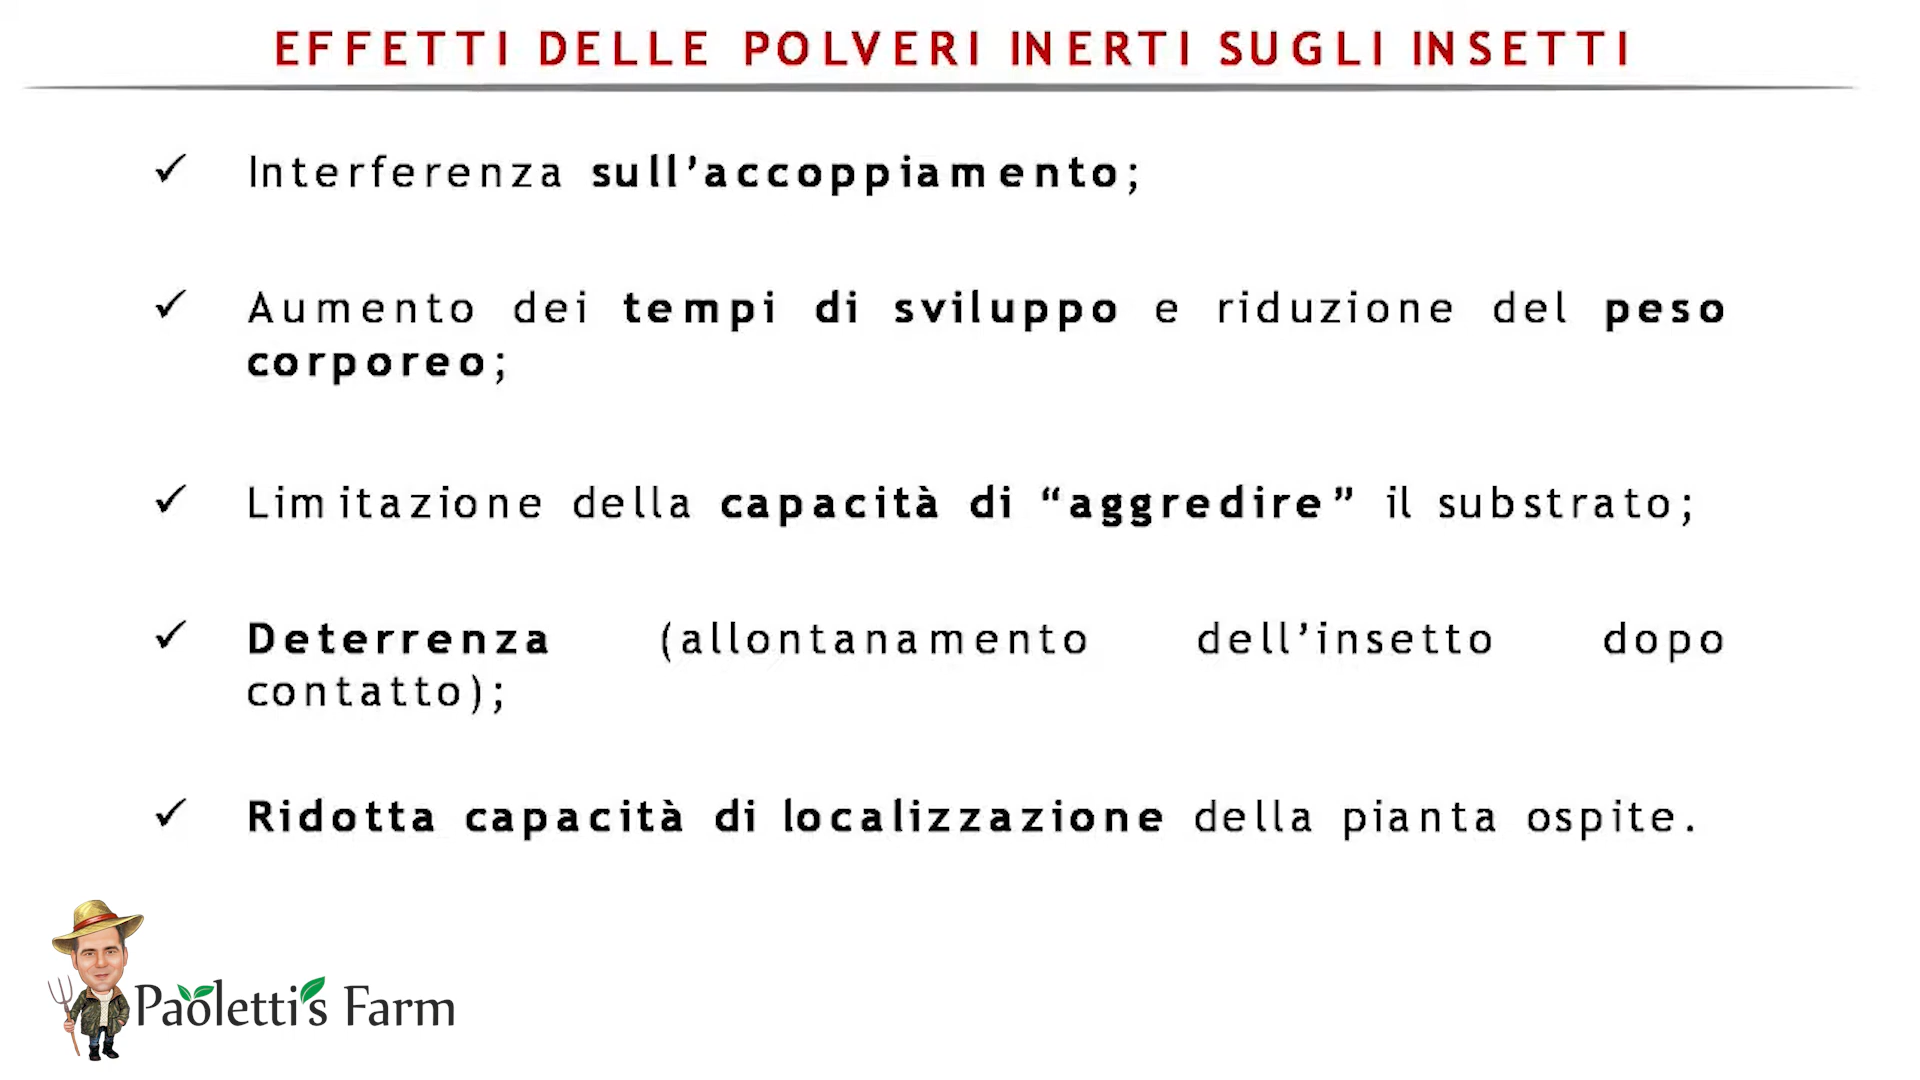 EFFETTI DELLE POLVERI INERTI SUGLI INSETTI
✓ Interferenza sull’accoppiamento;
✓ Aumento dei tempi di sviluppo e riduzione del peso
corporeo;
✓ Limitazione della capacità di “aggredire” il substrato;
✓ Deterrenza (allontanamento dell’insetto dopo
contatto);
✓ Ridotta capacità di localizzazione della pianta ospite.
Paoletti's Farm